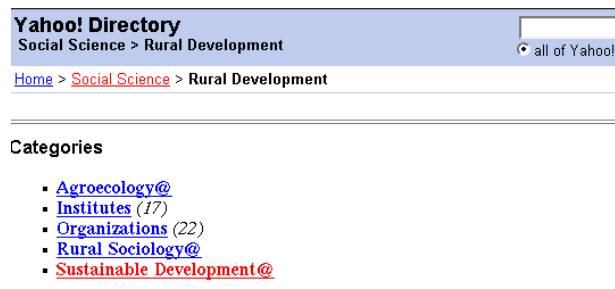 Yahoo! Directory
Social Science > Rural Development
all of Yahoo!
Home > Social Science > Rural Development
Categories
Agroecology@
Institutes (17)
Organizations (22)
Rural Sociology@
Sustainable Development@